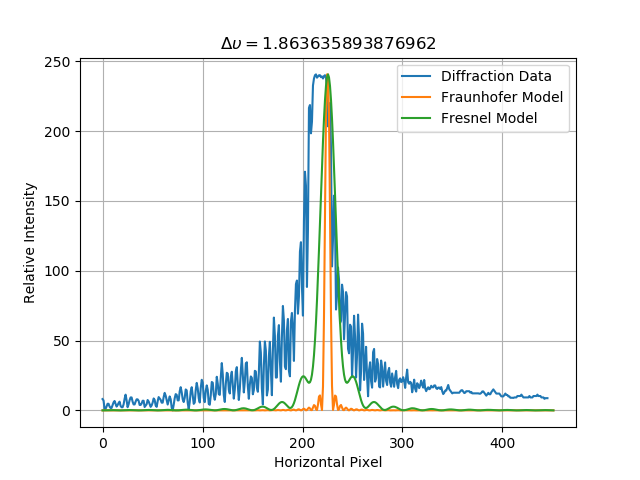 Δυ = 1.863635893876962
250
200
150
100
50
0
Relative Intensity
Diffraction Data
Fraunhofer Model
Fresnel Model
0
100
200
300
400
Horizontal Pixel